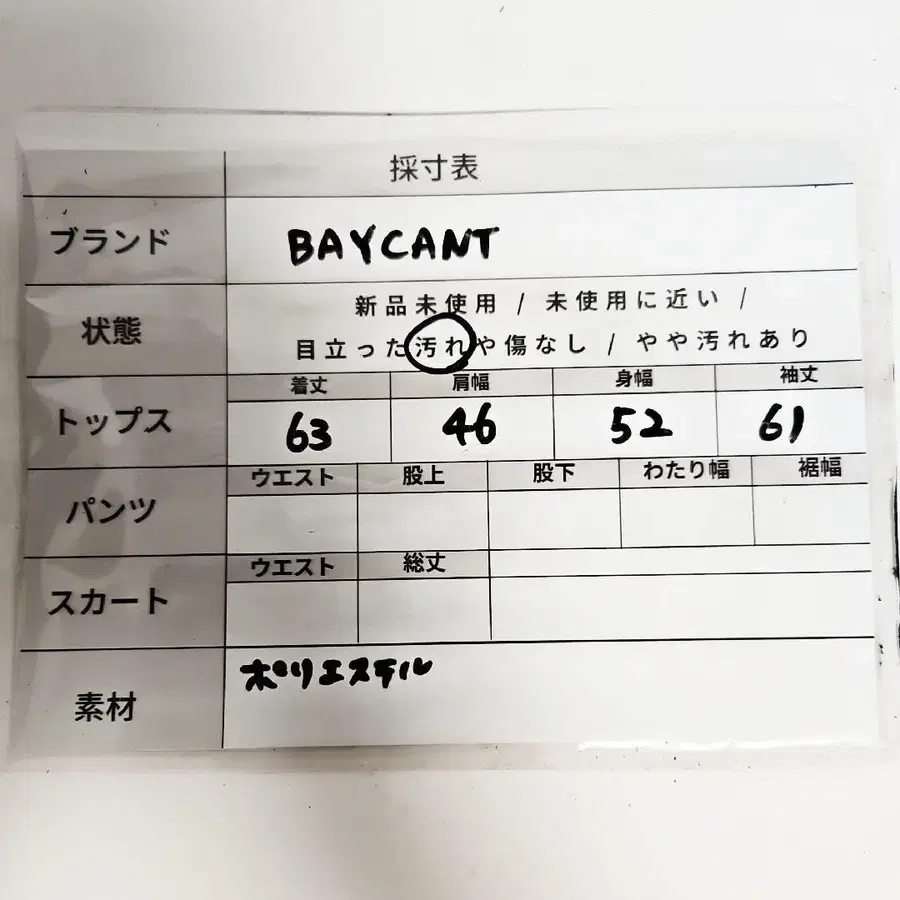 採寸表
ブランド BAYCANT
状態 新品未使用 / 未使用に近い /
目立った汚れや傷なし / やや汚れあり
トップス 着丈 肩幅 身幅 袖丈
63 46 52 61
パンツ ウエスト 股上 股下 わたり幅 裾幅
スカート ウエスト 総丈
素材 ポリエステル